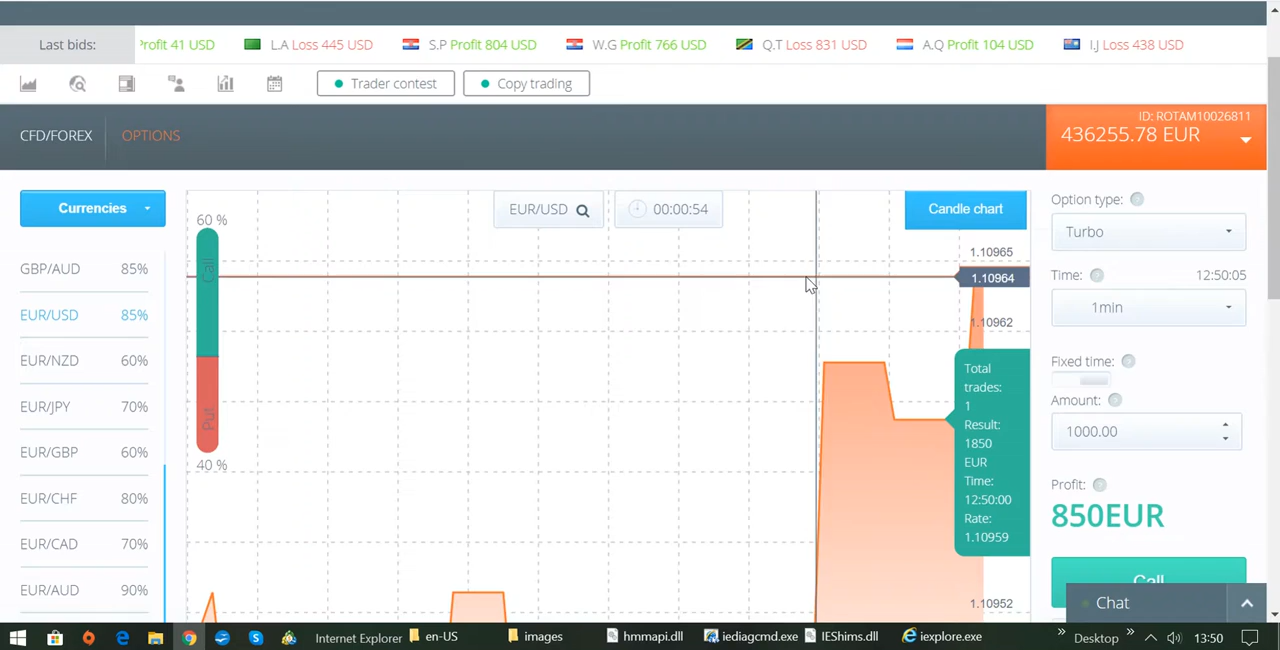 Last bids:
Profit 41 USD
L.A Loss 445 USD
S.P Profit 804 USD
W.G Profit 766 USD
Q.T Loss 831 USD
A.Q Profit 104 USD
I.J Loss 438 USD
Trader contest
Copy trading
CFD/FOREX
OPTIONS
ID: ROTAM10026811
436255.78 EUR
Currencies
GBP/AUD 85%
EUR/USD 85%
EUR/NZD 60%
EUR/JPY 70%
EUR/GBP 60%
EUR/CHF 80%
EUR/CAD 70%
EUR/AUD 90%
60 %
Call
Put
40 %
EUR/USD
00:00:54
Candle chart
1.10965
1.10964
1.10962
Total
trades:
1
Result:
1850
EUR
Time:
12:50:00
Rate:
1.10959
1.10952
Option type:
Turbo
Time: 12:50:05
1min
Fixed time:
Amount:
1000.00
Profit:
850EUR
Call
Chat
Internet Explorer
en-US
images
hmmapi.dll
iediagcmd.exe
IEShims.dll
iexplore.exe
Desktop
13:50